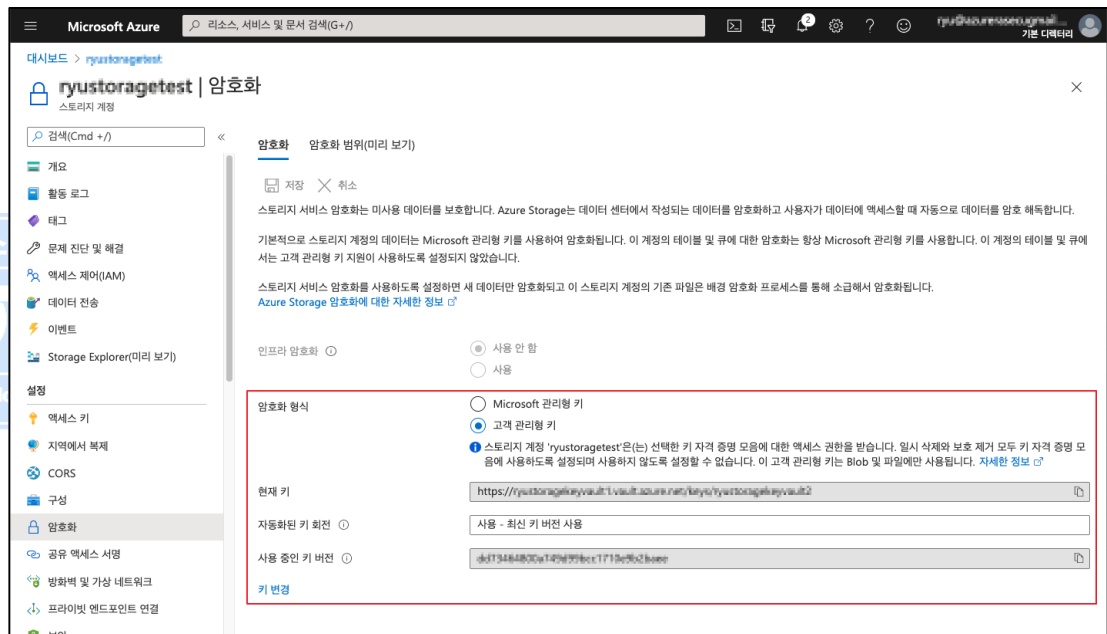 Microsoft Azure
리소스, 서비스 및 문서 검색(G+/)
2
기본 디렉터리
대시보드 >
ryustoragetest | 암호화
스토리지 계정
검색(Cmd +/)
개요
활동 로그
태그
문제 진단 및 해결
액세스 제어(IAM)
데이터 전송
이벤트
Storage Explorer(미리 보기)
설정
액세스 키
지역에서 복제
CORS
구성
암호화
공유 액세스 서명
방화벽 및 가상 네트워크
프라이빗 엔드포인트 연결
암호화 암호화 범위(미리 보기)
저장 취소
스토리지 서비스 암호화는 미사용 데이터를 보호합니다. Azure Storage는 데이터 센터에서 작성되는 데이터를 암호화하고 사용자가 데이터에 액세스할 때 자동으로 데이터를 암호 해독합니다.
기본적으로 스토리지 계정의 데이터는 Microsoft 관리형 키를 사용하여 암호화됩니다. 이 계정의 테이블 및 큐에 대한 암호화는 항상 Microsoft 관리형 키를 사용합니다. 이 계정의 테이블 및 큐에
서는 고객 관리형 키 지원이 사용하도록 설정되지 않았습니다.
스토리지 서비스 암호화를 사용하도록 설정하면 새 데이터만 암호화되고 이 스토리지 계정의 기존 파일은 배경 암호화 프로세스를 통해 소급해서 암호화됩니다.
Azure Storage 암호화에 대한 자세한 정보
인프라 암호화
사용 안 함
사용
암호화 형식
Microsoft 관리형 키
고객 관리형 키
스토리지 계정 'ryustoragetest'은(는) 선택한 키 자격 증명 모음에 대한 액세스 권한을 받습니다. 일시 삭제와 보호 제거 모두 키 자격 증명 모
음에 사용하도록 설정되며 사용하지 않도록 설정할 수 없습니다. 이 고객 관리형 키는 Blob 및 파일에만 사용됩니다. 자세한 정보
현재 키
https://
자동화된 키 회전
사용 - 최신 키 버전 사용
사용 중인 키 버전
키 변경